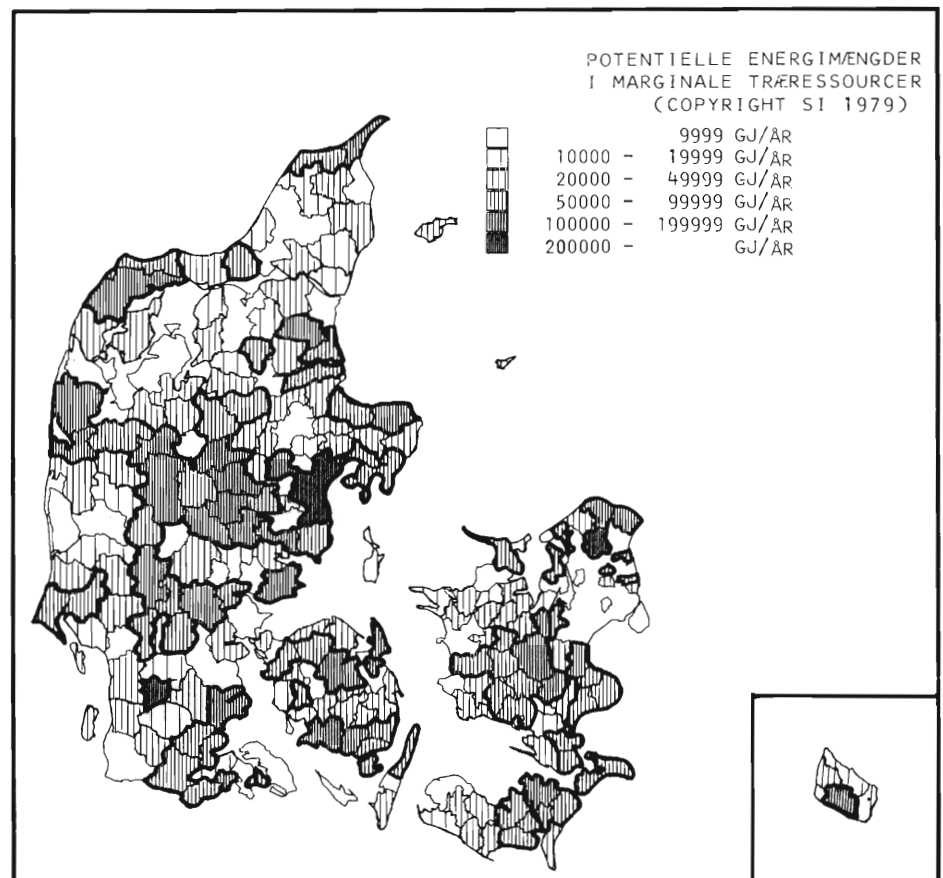 POTENTIELLE ENERGIMÆNGDER
I MARGINALE TRÆRESSOURCER
(COPYRIGHT SI 1979)
9999 GJ/ÅR
10000 - 19999 GJ/ÅR
20000 - 49999 GJ/ÅR
50000 - 99999 GJ/ÅR
100000 - 199999 GJ/ÅR
200000 - GJ/ÅR